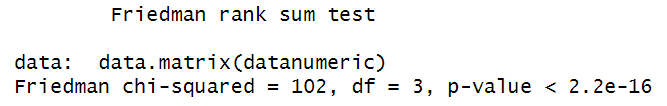 Friedman rank sum test
data:  data.matrix(datanumeric)
Friedman chi-squared = 102, df = 3, p-value < 2.2e-16